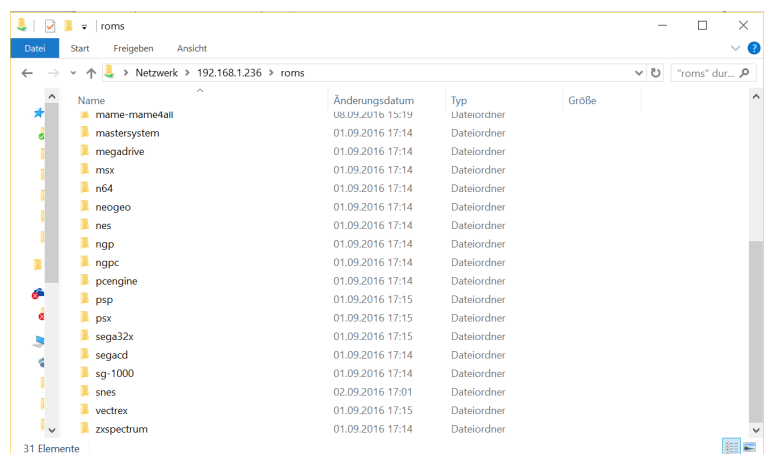 roms
Datei Start Freigeben Ansicht
Netzwerk > 192.168.1.236 > roms "roms" dur...
Name Änderungsdatum Typ Größe
mame-mame4all 08.09.2016 15:19 Dateiordner
mastersystem 01.09.2016 17:14 Dateiordner
megadrive 01.09.2016 17:14 Dateiordner
msx 01.09.2016 17:14 Dateiordner
n64 01.09.2016 17:14 Dateiordner
neogeo 01.09.2016 17:14 Dateiordner
nes 01.09.2016 17:14 Dateiordner
ngp 01.09.2016 17:14 Dateiordner
ngpc 01.09.2016 17:14 Dateiordner
pcengine 01.09.2016 17:14 Dateiordner
psp 01.09.2016 17:15 Dateiordner
psx 01.09.2016 17:15 Dateiordner
sega32x 01.09.2016 17:15 Dateiordner
segacd 01.09.2016 17:14 Dateiordner
sg-1000 01.09.2016 17:14 Dateiordner
snes 02.09.2016 17:01 Dateiordner
vectrex 01.09.2016 17:15 Dateiordner
zxspectrum 01.09.2016 17:14 Dateiordner
31 Elemente